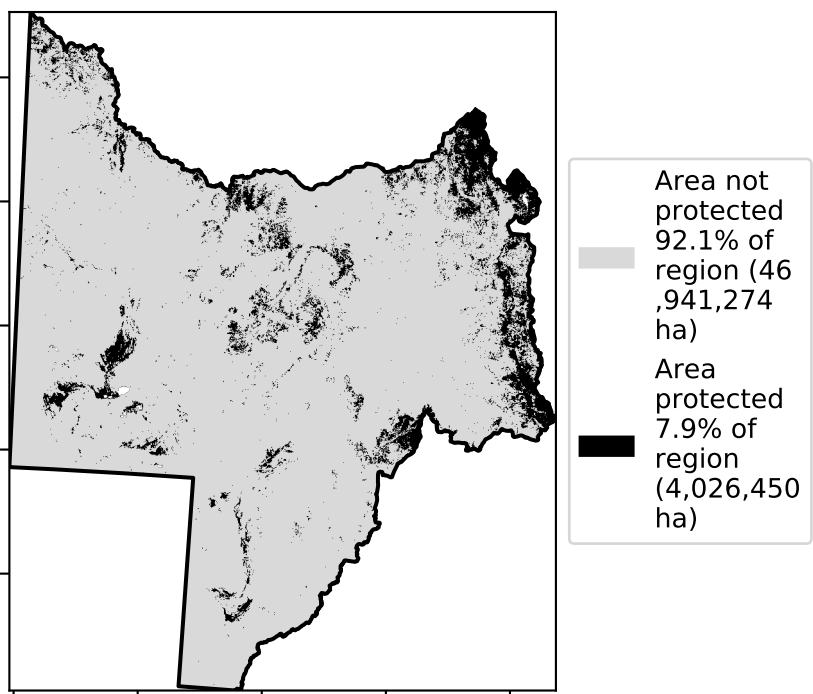 Area not
protected
92.1% of
region (46
,941,274
ha)
Area
protected
7.9% of
region
(4,026,450
ha)